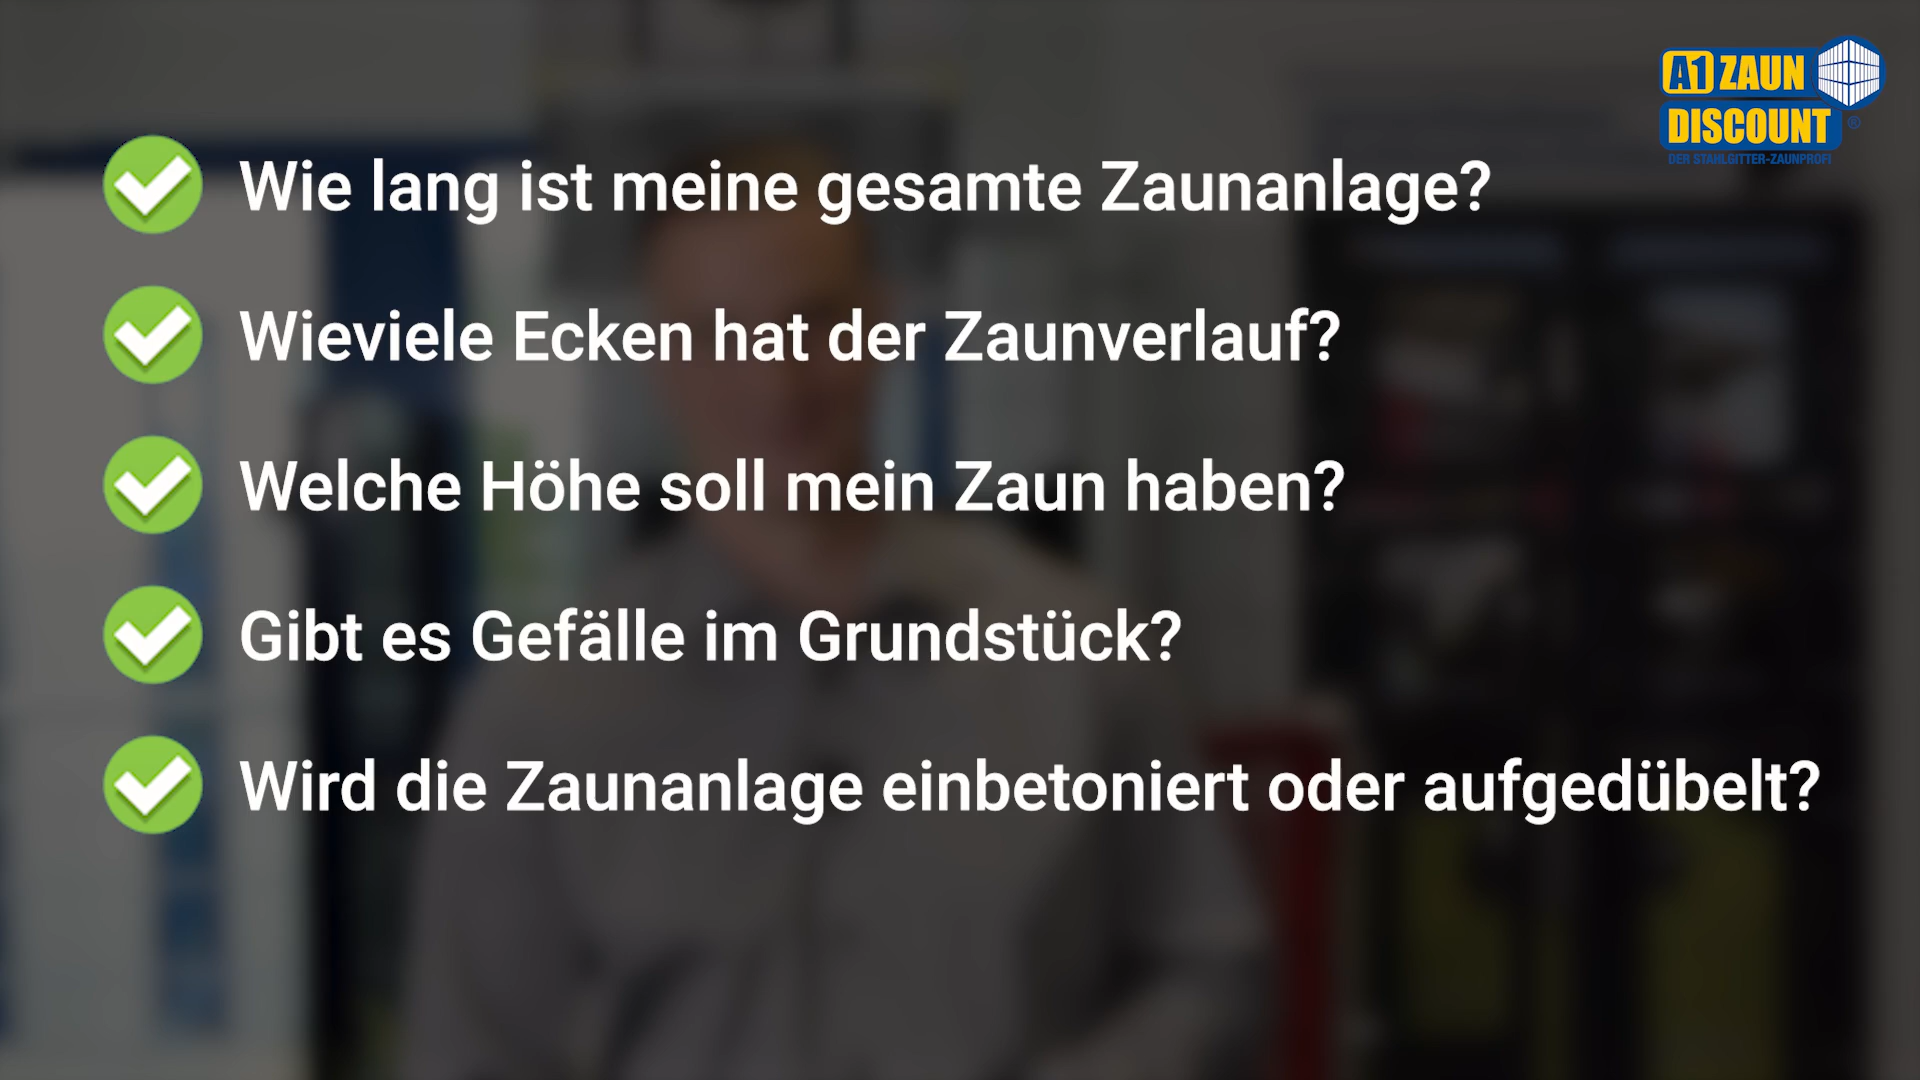 A1 ZAUN
DISCOUNT ®
DER STAHLGITTER-ZAUNPROFI
Wie lang ist meine gesamte Zaunanlage?
Wieviele Ecken hat der Zaunverlauf?
Welche Höhe soll mein Zaun haben?
Gibt es Gefälle im Grundstück?
Wird die Zaunanlage einbetoniert oder aufgedübelt?